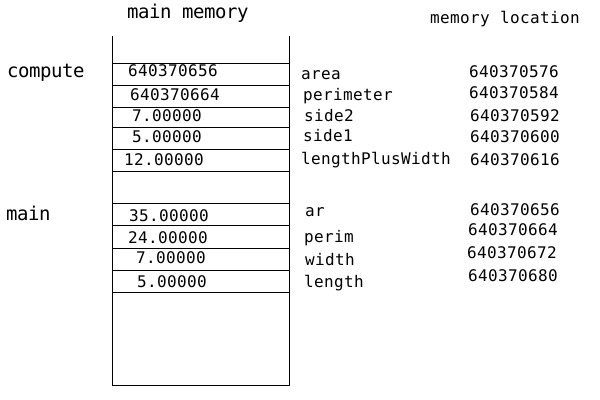 main memory
memory location
compute
640370656 area 640370576
640370664 perimeter 640370584
7.00000 side2 640370592
5.00000 side1 640370600
12.00000 lengthPlusWidth 640370616
main
35.00000 ar 640370656
24.00000 perim 640370664
7.00000 width 640370672
5.00000 length 640370680